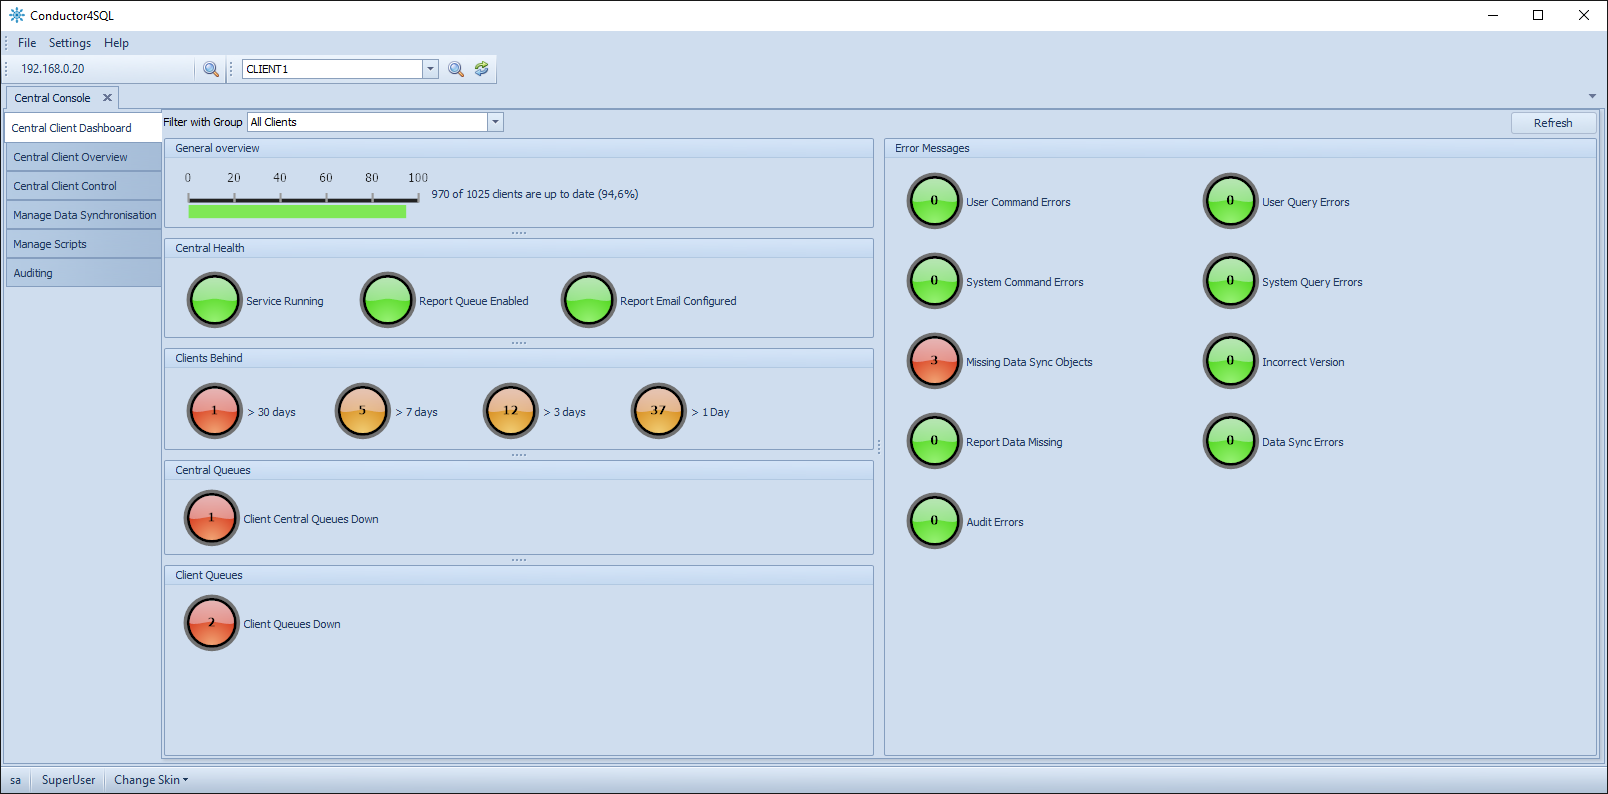 Conductor4SQL
File Settings Help
192.168.0.20 CLIENT1
Central Console
Central Client Dashboard
Central Client Overview
Central Client Control
Manage Data Synchronisation
Manage Scripts
Auditing
Filter with Group All Clients
Refresh
General overview
0 20 40 60 80 100
970 of 1025 clients are up to date (94,6%)
Central Health
Service Running Report Queue Enabled Report Email Configured
Clients Behind
1 > 30 days 5 > 7 days 12 > 3 days 37 > 1 Day
Central Queues
1 Client Central Queues Down
Client Queues
2 Client Queues Down
Error Messages
0 User Command Errors 0 User Query Errors
0 System Command Errors 0 System Query Errors
3 Missing Data Sync Objects 0 Incorrect Version
0 Report Data Missing 0 Data Sync Errors
0 Audit Errors
sa SuperUser Change Skin